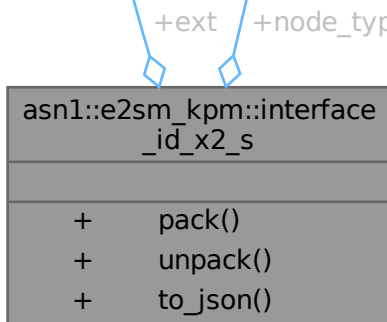 +ext +node_typ
asn1::e2sm_kpm::interface
_id_x2_s
+ pack()
+ unpack()
+ to_json()